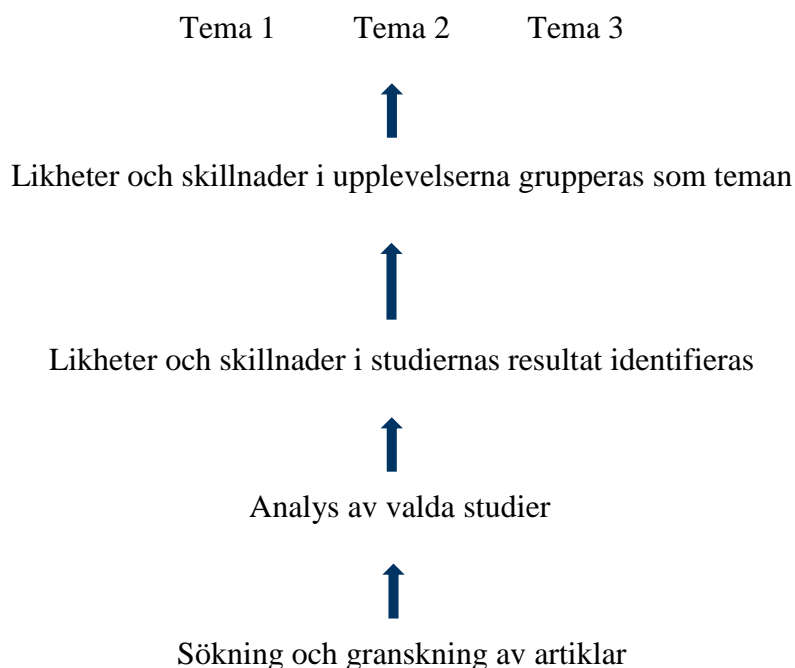 Tema 1 Tema 2 Tema 3
Likheter och skillnader i upplevelserna grupperas som teman
Likheter och skillnader i studiernas resultat identifieras
Analys av valda studier
Sökning och granskning av artiklar